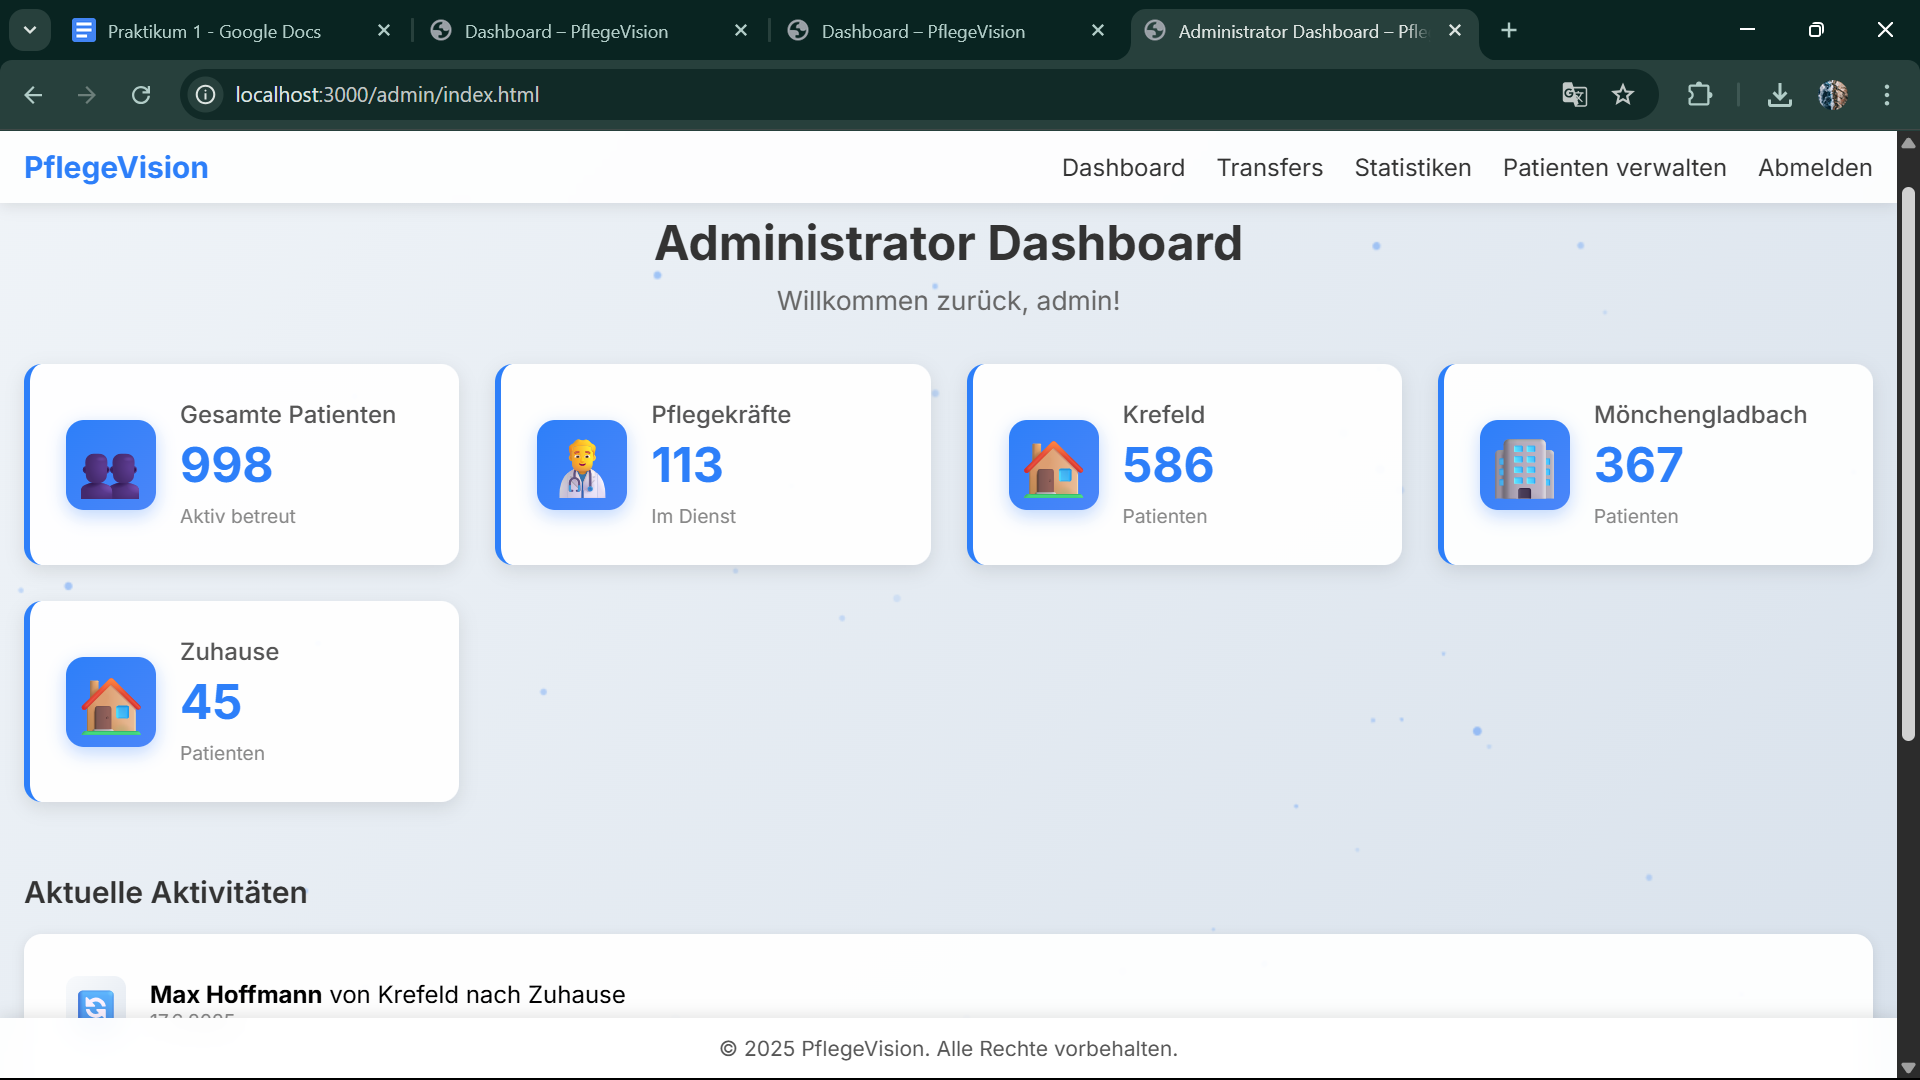 Praktikum 1 - Google Docs
Dashboard – PflegeVision
Dashboard – PflegeVision
Administrator Dashboard – Pfle
localhost:3000/admin/index.html
PflegeVision
Dashboard Transfers Statistiken Patienten verwalten Abmelden
Administrator Dashboard
Willkommen zurück, admin!
Gesamte Patienten
998
Aktiv betreut
Pflegekräfte
113
Im Dienst
Krefeld
586
Patienten
Mönchengladbach
367
Patienten
Zuhause
45
Patienten
Aktuelle Aktivitäten
Max Hoffmann von Krefeld nach Zuhause
© 2025 PflegeVision. Alle Rechte vorbehalten.